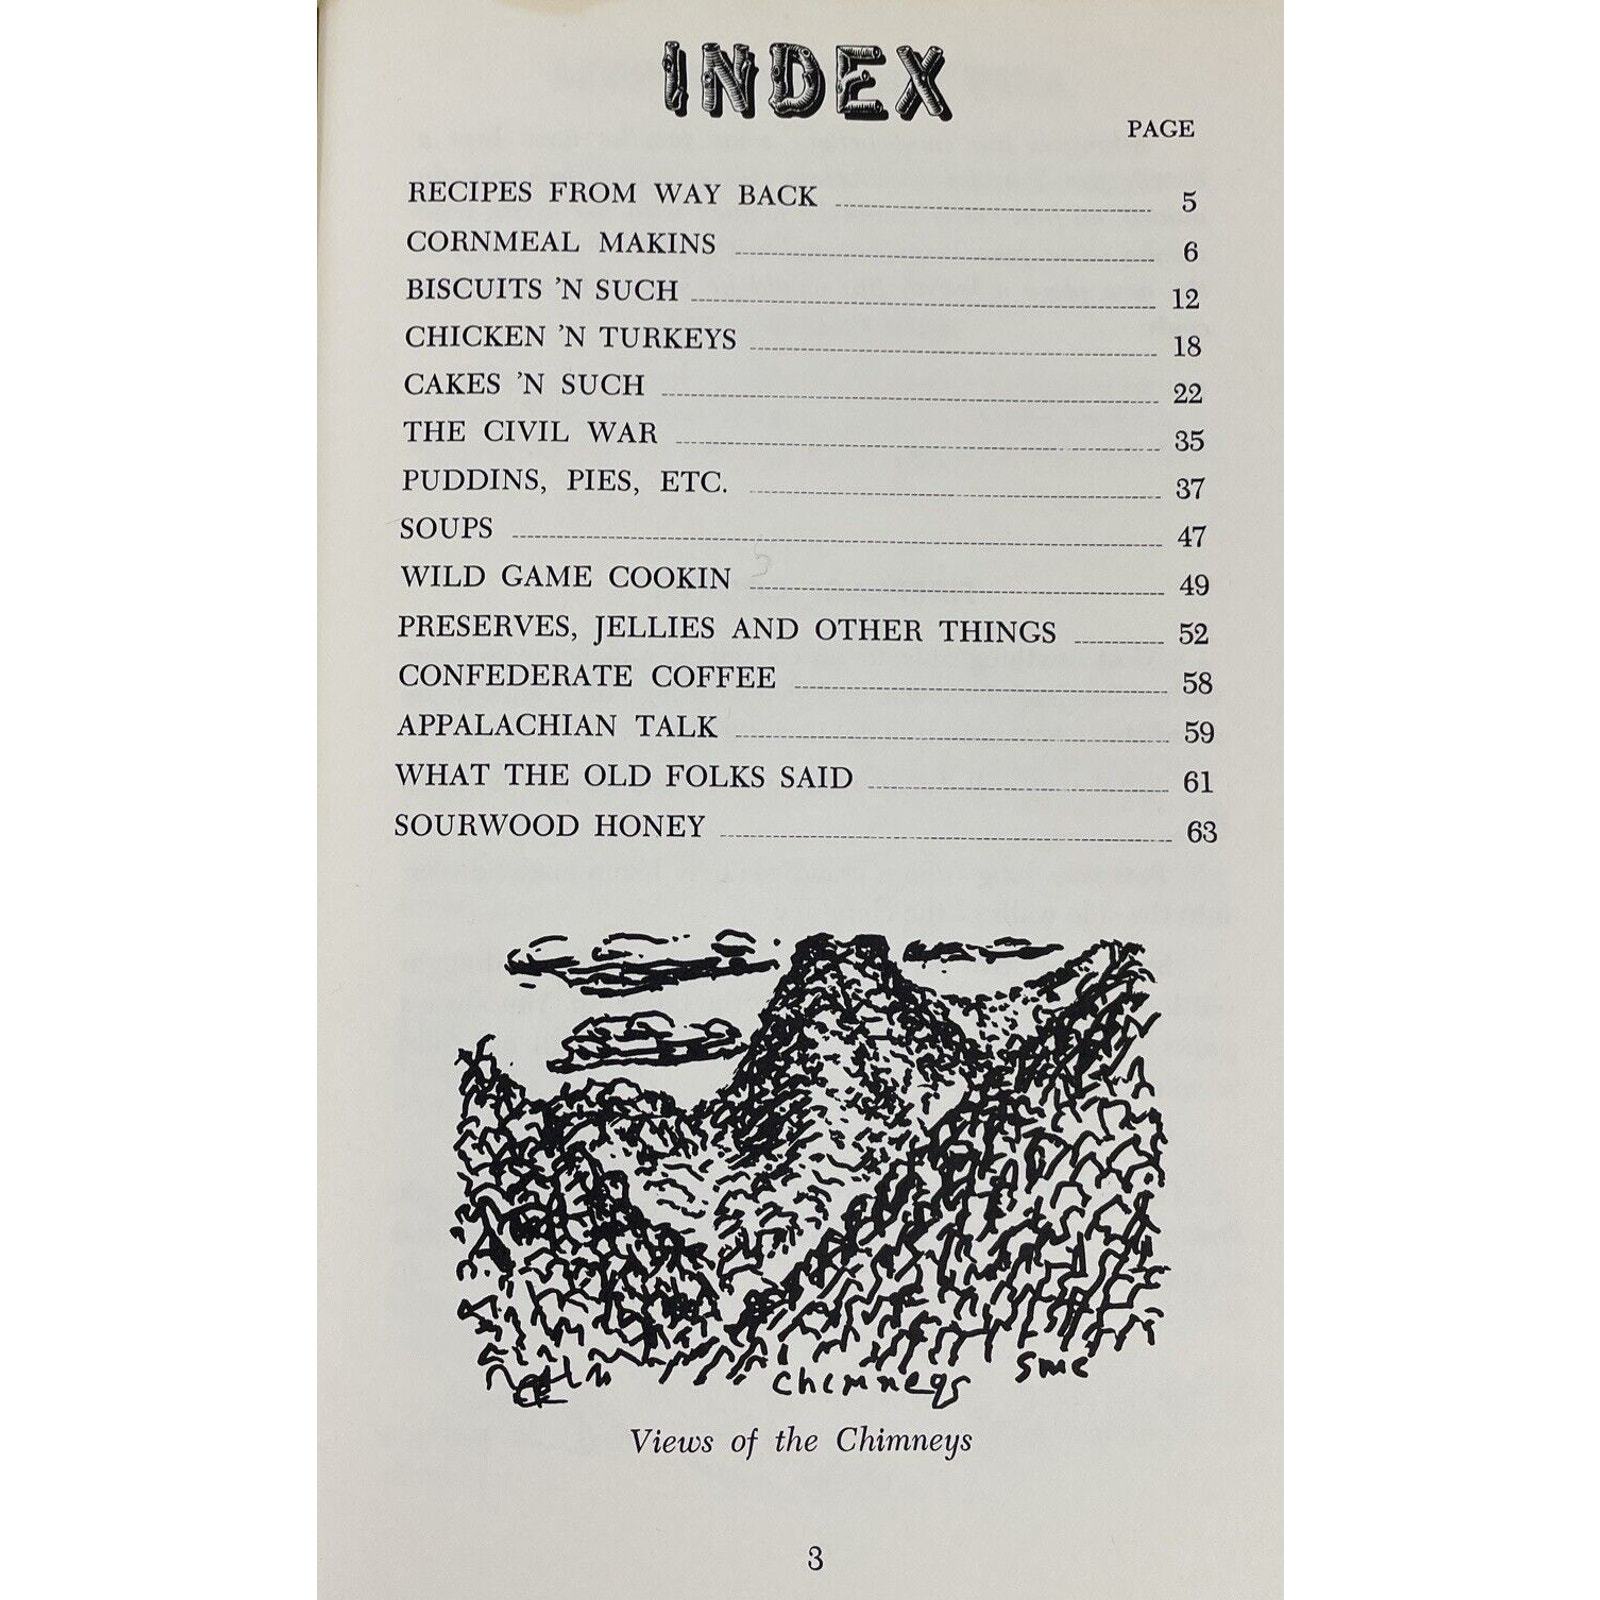 INDEX
PAGE
RECIPES FROM WAY BACK 5
CORNMEAL MAKINS 6
BISCUITS 'N SUCH 12
CHICKEN 'N TURKEYS 18
CAKES 'N SUCH 22
THE CIVIL WAR 35
PUDDINS, PIES, ETC. 37
SOUPS 47
WILD GAME COOKIN 49
PRESERVES, JELLIES AND OTHER THINGS 52
CONFEDERATE COFFEE 58
APPALACHIAN TALK 59
WHAT THE OLD FOLKS SAID 61
SOURWOOD HONEY 63
Chimneys
Views of the Chimneys
3